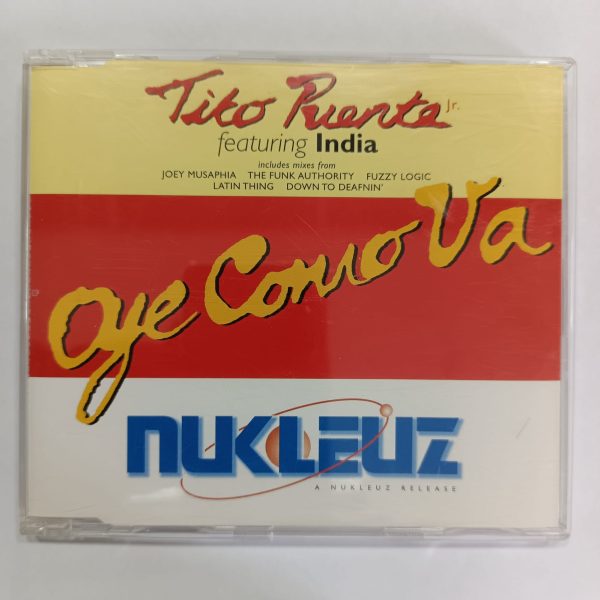 Tito Puente Jr.
featuring India
includes mixes from
JOEY MUSAPHIA THE FUNK AUTHORITY FUZZY LOGIC
LATIN THING DOWN TO DEAFNIN'
Oye Como Va
NUKLEUZ
A NUKLEUZ RELEASE